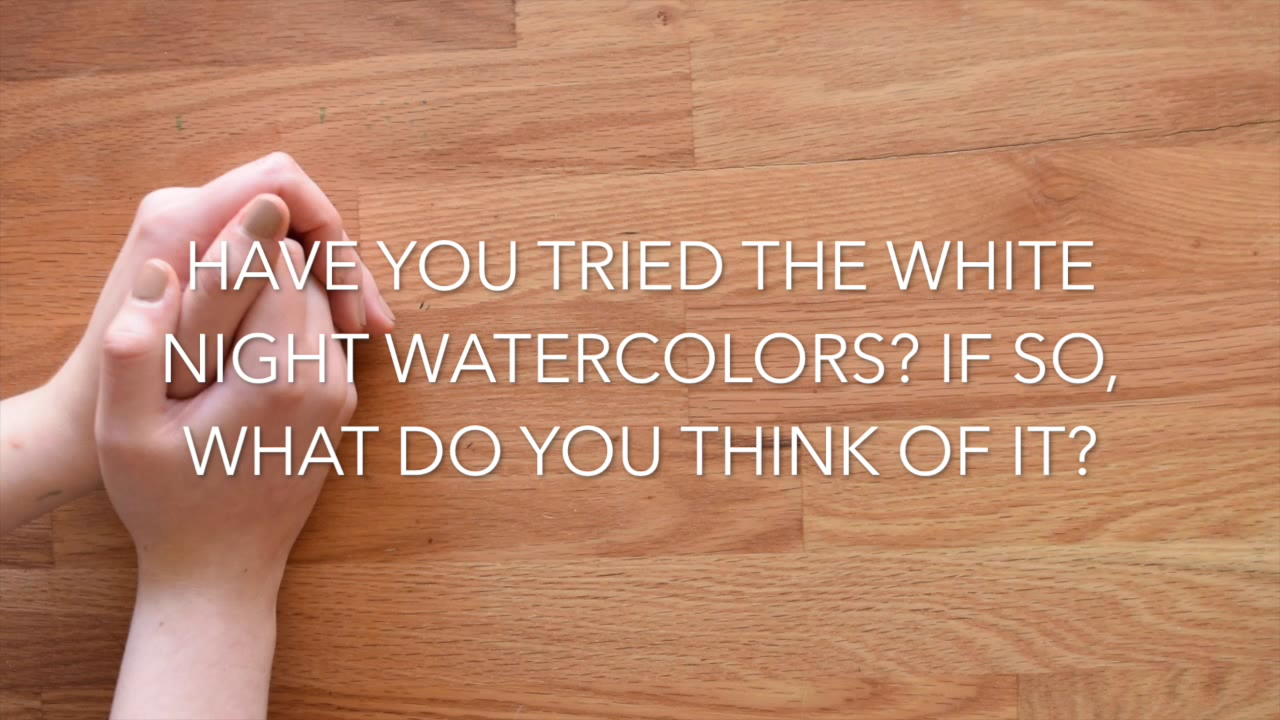 HAVE YOU TRIED THE WHITE
NIGHT WATERCOLORS? IF SO,
WHAT DO YOU THINK OF IT?